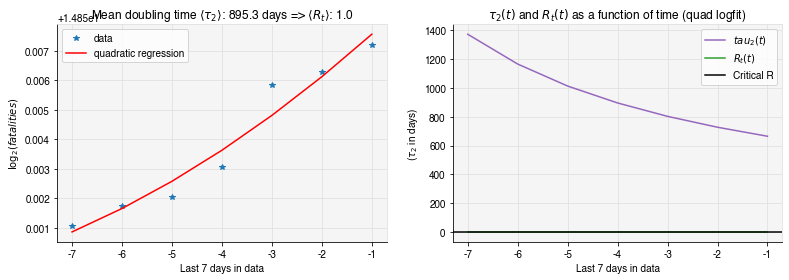 Mean doubling time ⟨τ₂⟩: 895.3 days => ⟨Rₜ⟩: 1.0
+1.485e1
data
quadratic regression
0.007
0.006
0.005
0.004
0.003
0.002
0.001
log₂(fatalities)
-7 -6 -5 -4 -3 -2 -1
Last 7 days in data
τ₂(t) and Rₜ(t) as a function of time (quad logfit)
tau₂(t)
Rₜ(t)
Critical R
1400
1200
1000
800
600
400
200
0
(τ₂ in days)
-7 -6 -5 -4 -3 -2 -1
Last 7 days in data